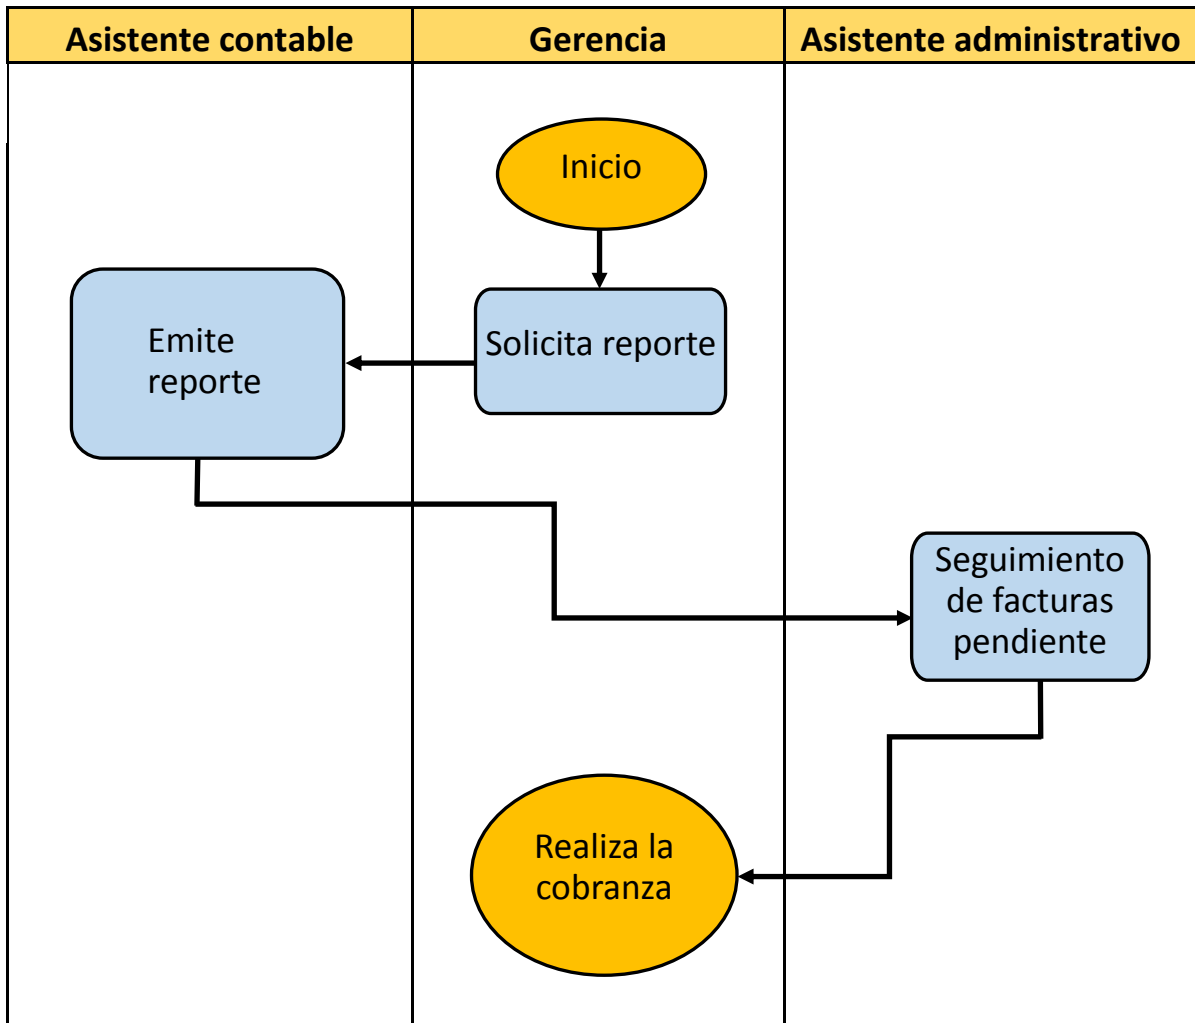 Asistente contable
Gerencia
Asistente administrativo
Inicio
Solicita reporte
Emite
reporte
Seguimiento
de facturas
pendiente
Realiza la
cobranza